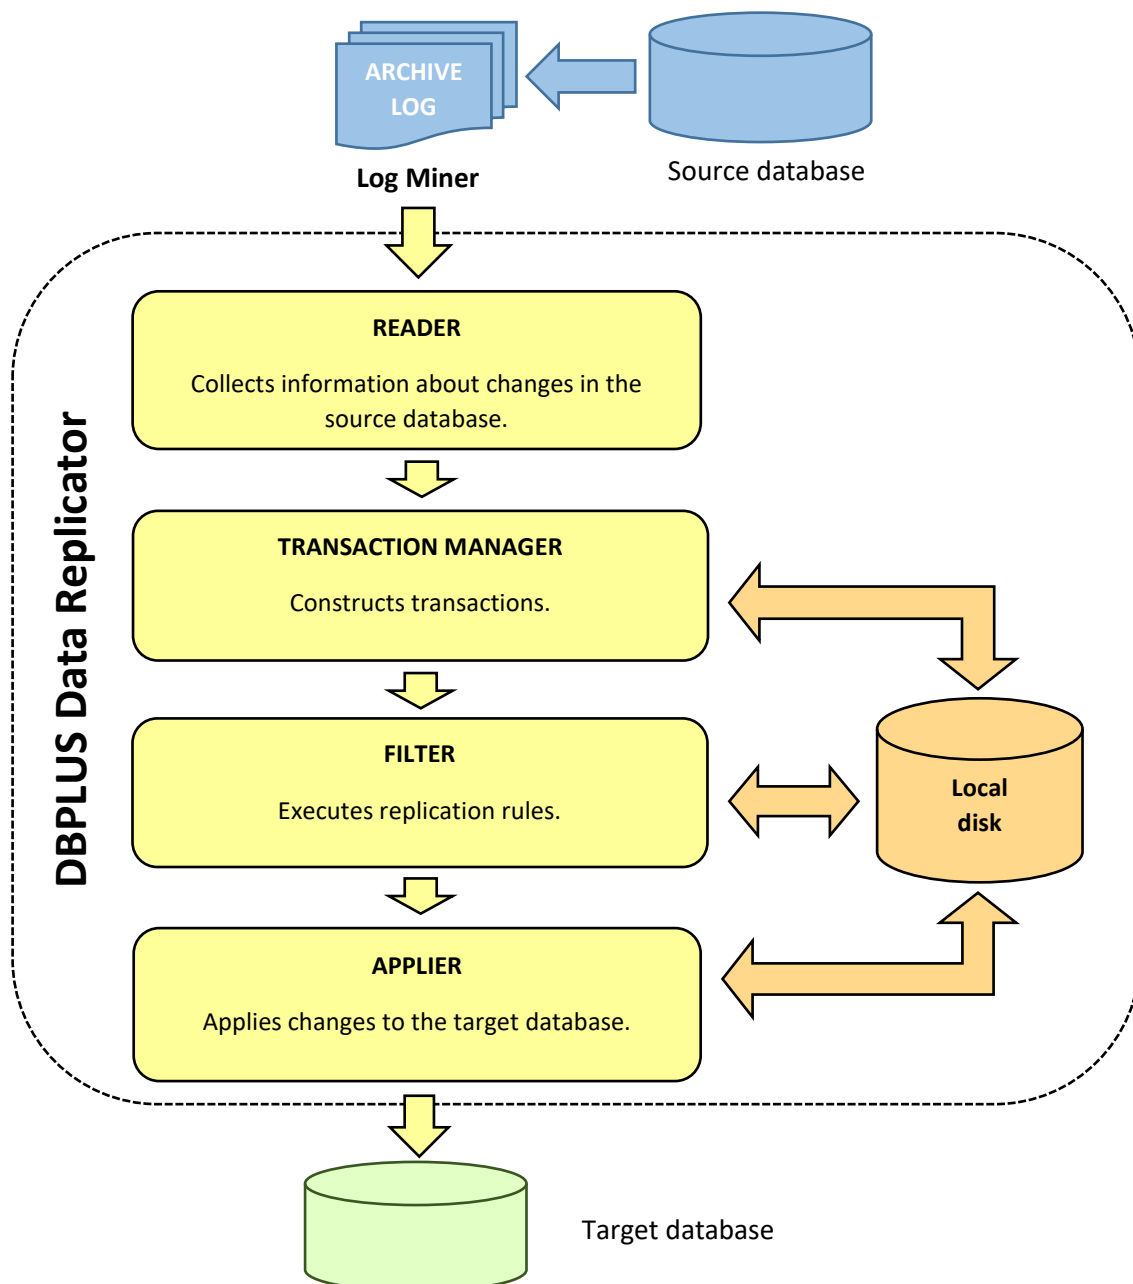 ARCHIVE
LOG
Log Miner
Source database
DBPLUS Data Replicator
READER
Collects information about changes in the
source database.
TRANSACTION MANAGER
Constructs transactions.
FILTER
Executes replication rules.
Local
disk
APPLIER
Applies changes to the target database.
Target database